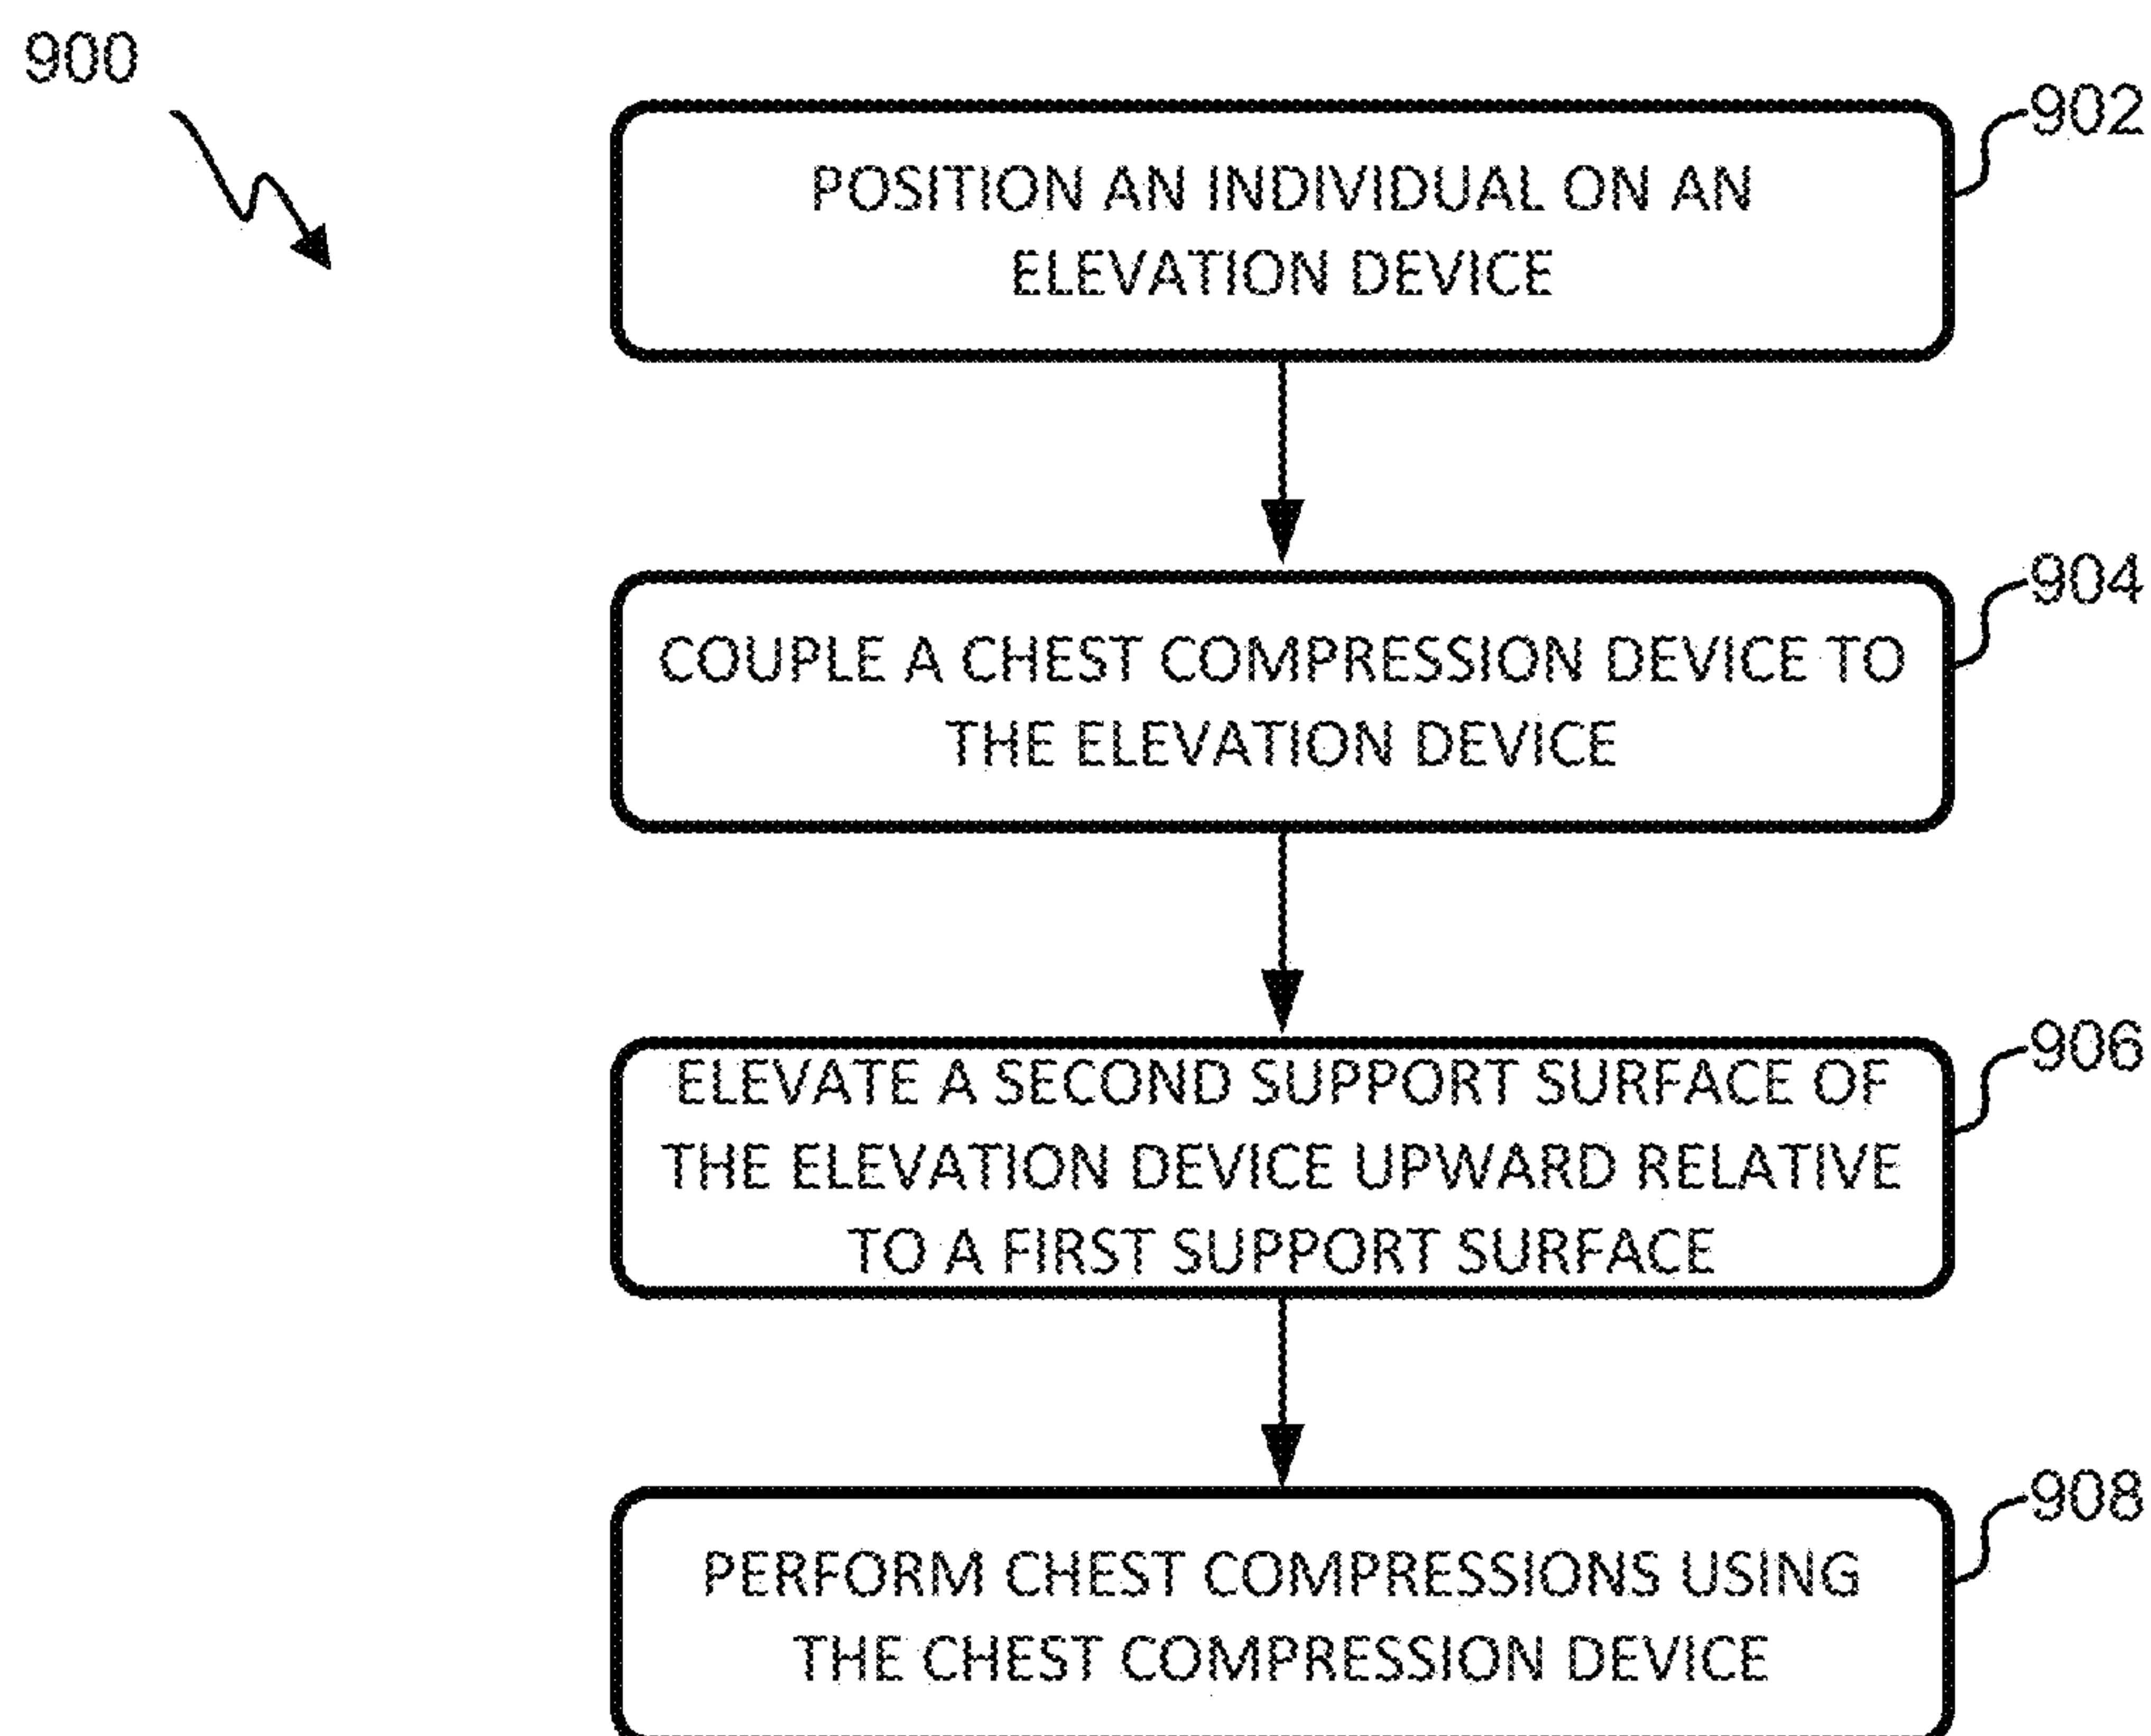 900
902
POSITION AN INDIVIDUAL ON AN
ELEVATION DEVICE
904
COUPLE A CHEST COMPRESSION DEVICE TO
THE ELEVATION DEVICE
906
ELEVATE A SECOND SUPPORT SURFACE OF
THE ELEVATION DEVICE UPWARD RELATIVE
TO A FIRST SUPPORT SURFACE
908
PERFORM CHEST COMPRESSIONS USING
THE CHEST COMPRESSION DEVICE